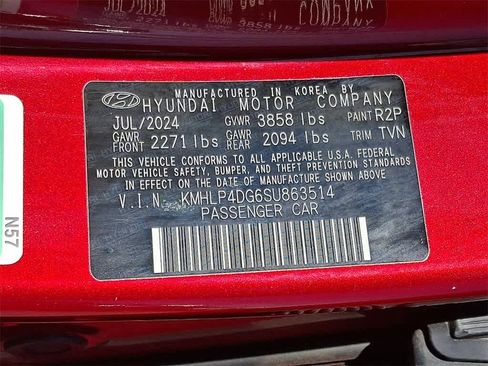 MANUFACTURED IN KOREA BY
HYUNDAI MOTOR COMPANY
JUL/2024 GVWR 3858 lbs PAINT R2P
GAWR FRONT 2271 lbs GAWR REAR 2094 lbs TRIM TVN
THIS VEHICLE CONFORMS TO ALL APPLICABLE U.S.A. FEDERAL
MOTOR VEHICLE SAFETY, BUMPER, AND THEFT PREVENTION STANDARDS
IN EFFECT ON THE DATE OF MANUFACTURE SHOWN ABOVE.
V.I.N. KMHLP4DG6SU863514
PASSENGER CAR
N57